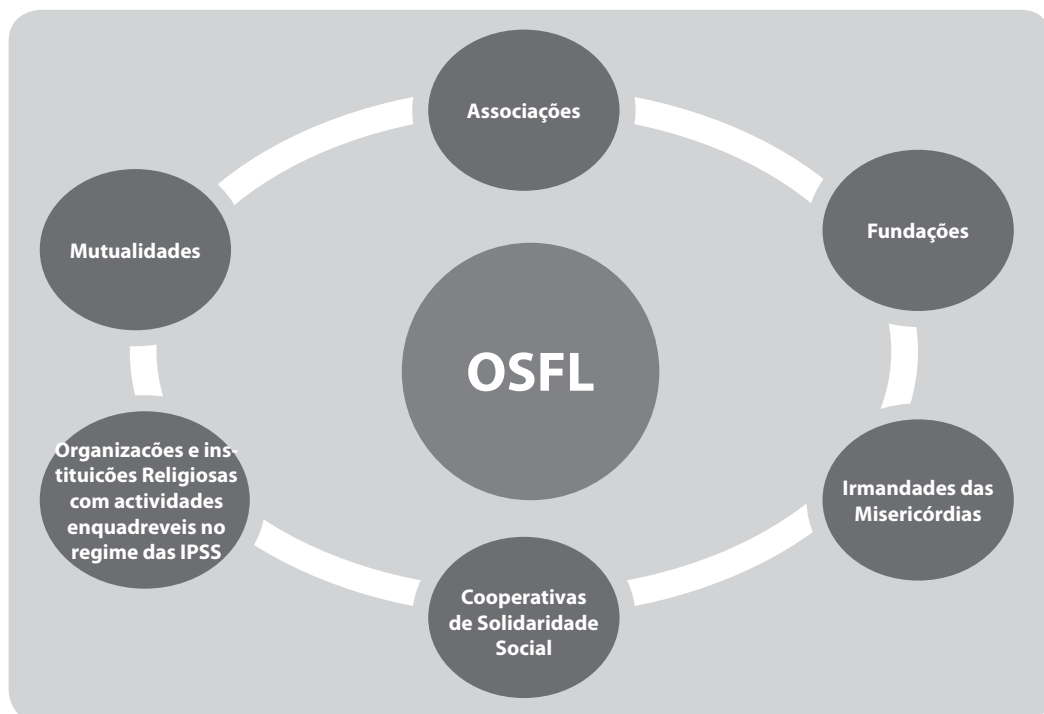 Associações
Fundações
Mutualidades
OSFL
Organizacões e ins-
tituicões Religiosas
com actividades
enquadreveis no
regime das IPSS
Irmandades das
Misericórdias
Cooperativas
de Solidaridade
Social